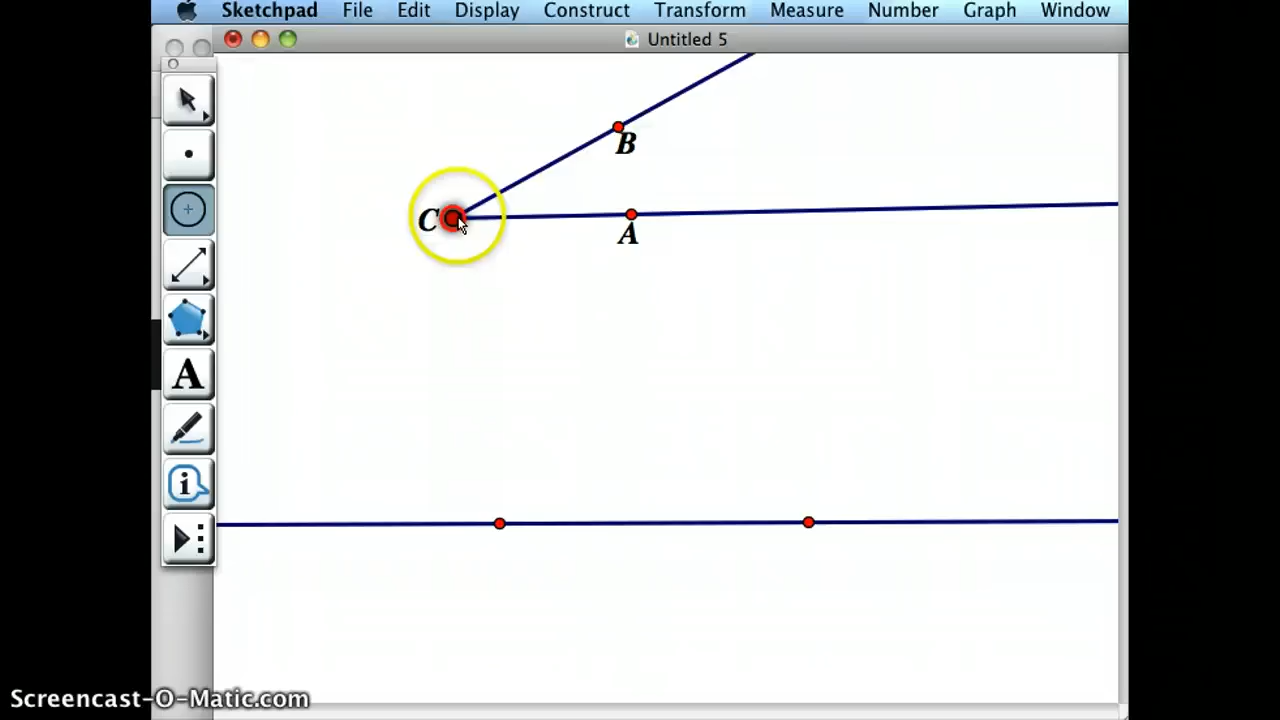 Sketchpad File Edit Display Construct Transform Measure Number Graph Window
Untitled 5
B
C
A
A
Screencast-O-Matic.com